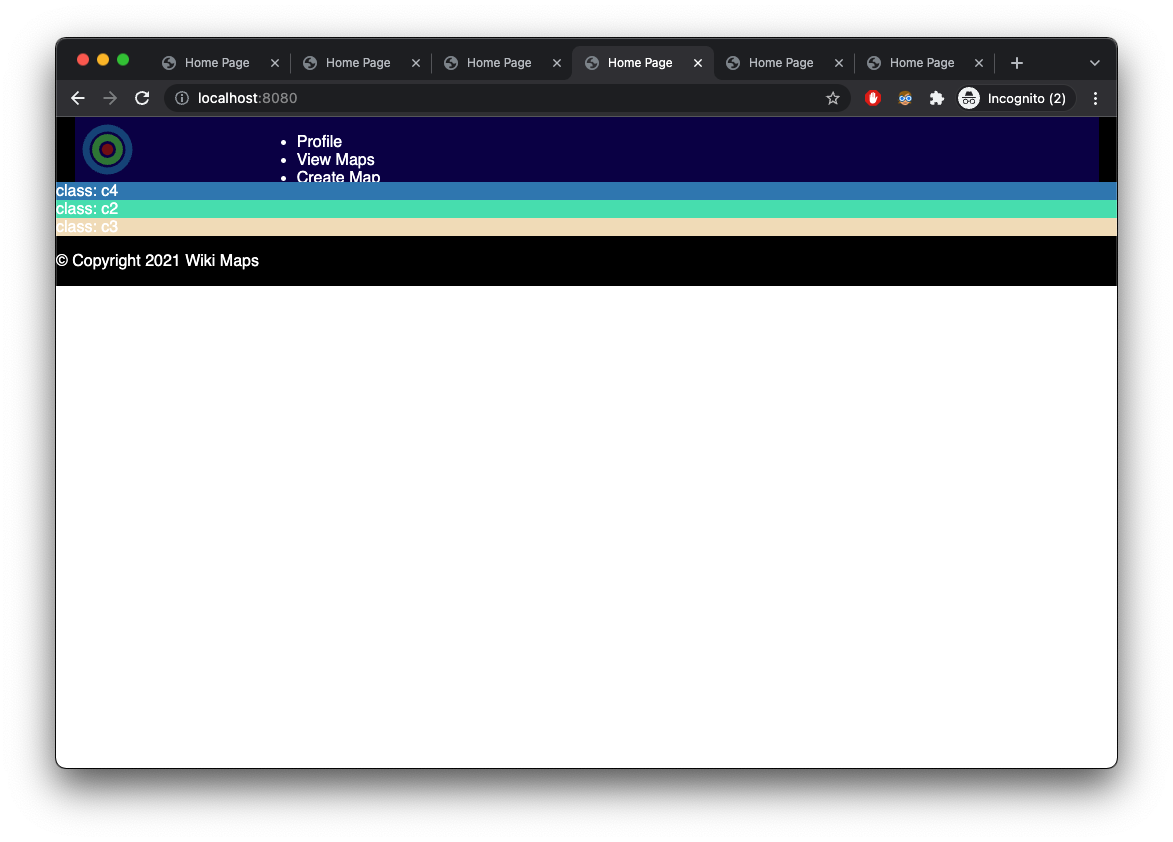 Home Page Home Page Home Page Home Page Home Page Home Page
localhost:8080 Incognito (2)
Profile
View Maps
Create Map
class: c4
class: c2
class: c3
© Copyright 2021 Wiki Maps